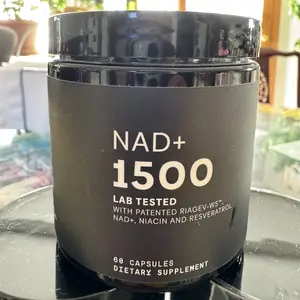 NAD+
1500
LAB TESTED
WITH PATENTED RIAGEV-WS™,
NAD+, NIACIN AND RESVERATROL
60 CAPSULES
DIETARY SUPPLEMENT